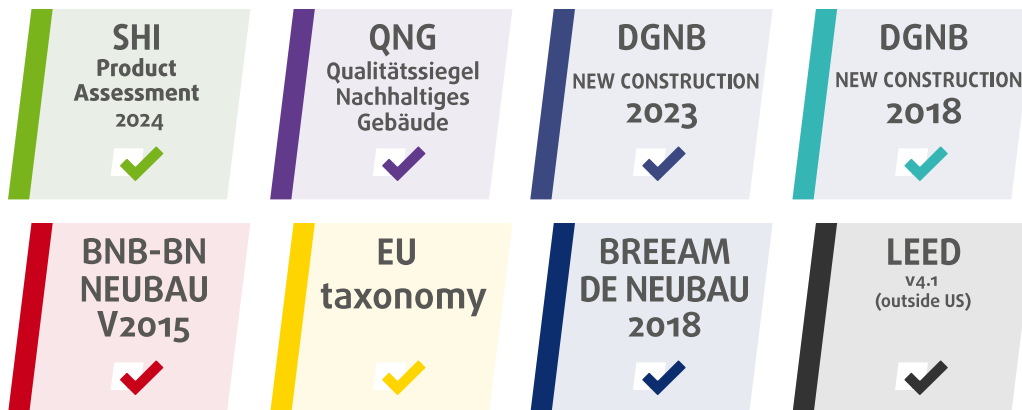 SHI
Product
Assessment
2024
QNG
Qualitätssiegel
Nachhaltiges
Gebäude
DGNB
NEW CONSTRUCTION
2023
DGNB
NEW CONSTRUCTION
2018
BNB-BN
NEUBAU
V2015
EU
taxonomy
BREEAM
DE NEUBAU
2018
LEED
v4.1
(outside US)